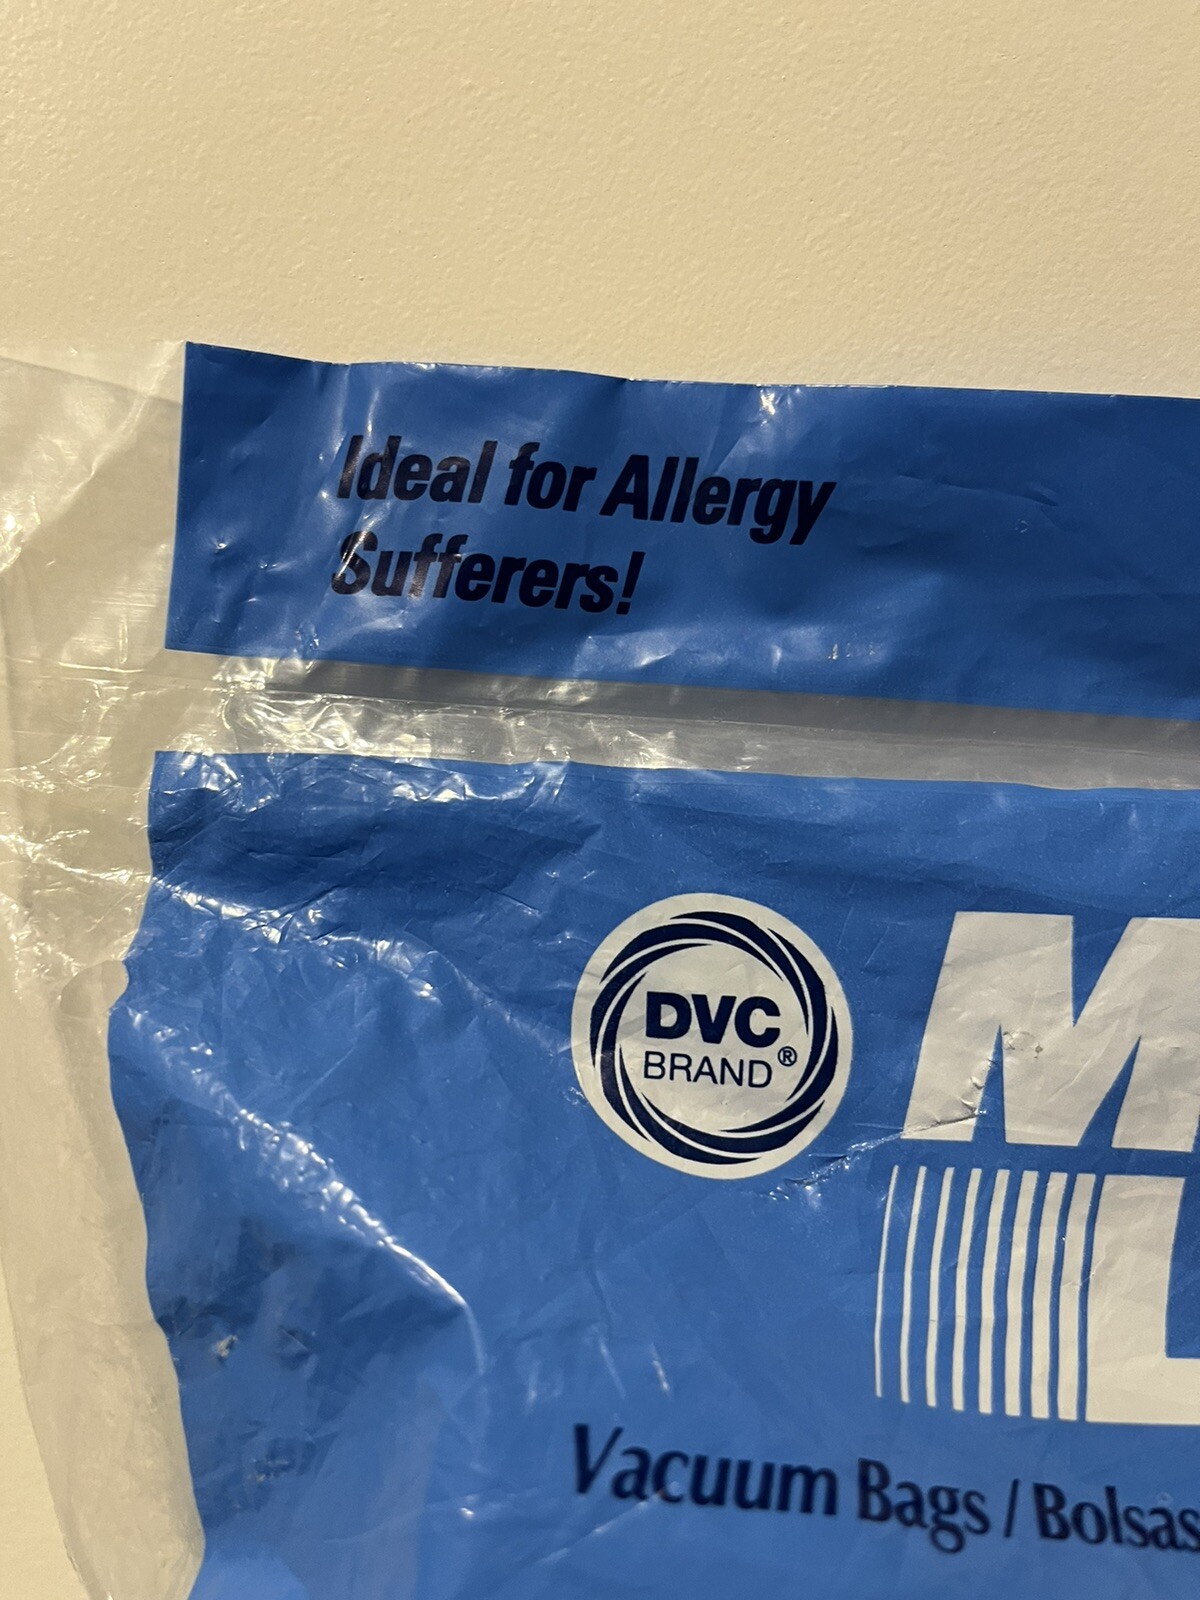 Ideal for Allergy
Sufferers!
DVC
BRAND®
Vacuum Bags / Bolsas